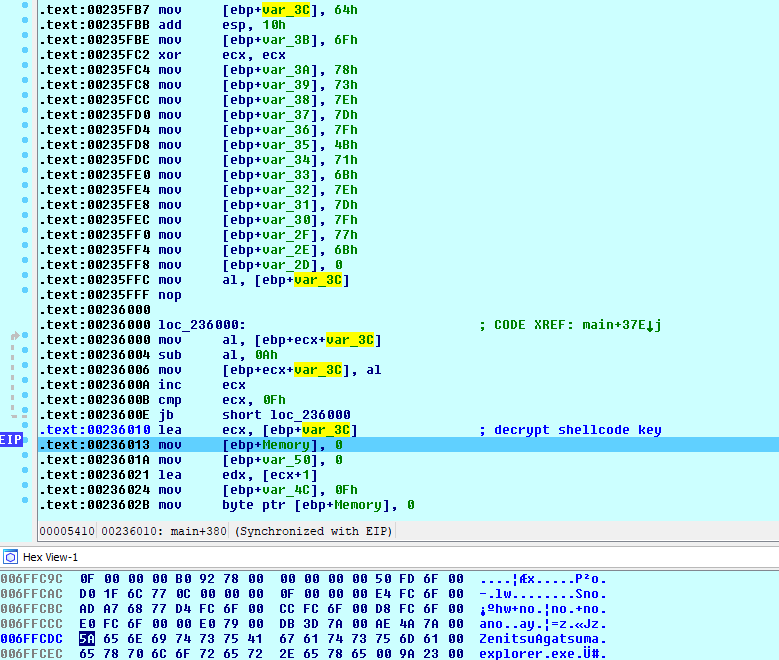 .text:00235FB7 mov [ebp+var_3C], 64h
.text:00235FBB add esp, 10h
.text:00235FBE mov [ebp+var_3B], 6Fh
.text:00235FC2 xor ecx, ecx
.text:00235FC4 mov [ebp+var_3A], 78h
.text:00235FC8 mov [ebp+var_39], 73h
.text:00235FCC mov [ebp+var_38], 7Eh
.text:00235FD0 mov [ebp+var_37], 7Dh
.text:00235FD4 mov [ebp+var_36], 7Fh
.text:00235FD8 mov [ebp+var_35], 4Bh
.text:00235FDC mov [ebp+var_34], 71h
.text:00235FE0 mov [ebp+var_33], 6Bh
.text:00235FE4 mov [ebp+var_32], 7Eh
.text:00235FE8 mov [ebp+var_31], 7Dh
.text:00235FEC mov [ebp+var_30], 7Fh
.text:00235FF0 mov [ebp+var_2F], 77h
.text:00235FF4 mov [ebp+var_2E], 6Bh
.text:00235FF8 mov [ebp+var_2D], 0
.text:00235FFC mov al, [ebp+var_3C]
.text:00235FFF nop
.text:00236000
.text:00236000 loc_236000: ; CODE XREF: main+37E↓j
.text:00236000 mov al, [ebp+ecx+var_3C]
.text:00236004 sub al, 0Ah
.text:00236006 mov [ebp+ecx+var_3C], al
.text:0023600A inc ecx
.text:0023600B cmp ecx, 0Fh
.text:0023600E jb short loc_236000
.text:00236010 lea ecx, [ebp+var_3C] ; decrypt shellcode key
EIP .text:00236013 mov [ebp+Memory], 0
.text:0023601A mov [ebp+var_50], 0
.text:00236021 lea edx, [ecx+1]
.text:00236024 mov [ebp+var_4C], 0Fh
.text:0023602B mov byte ptr [ebp+Memory], 0
00005410 00236010: main+380 (Synchronized with EIP)
Hex View-1
006FFC9C 0F 00 00 00 B0 92 78 00 00 00 00 00 50 FD 6F 00 ....¦Æx.....P²o.
006FFCAC D0 1F 6C 77 0C 00 00 00 0F 00 00 00 E4 FC 6F 00 -.lw........Sno.
006FFCBC AD A7 68 77 D4 FC 6F 00 CC FC 6F 00 D8 FC 6F 00 ¡ºhw+no.¦no.+no.
006FFCCC E0 FC 6F 00 00 E0 79 00 DB 3D 7A 00 AE 4A 7A 00 ano..ay.¦=z.«Jz.
006FFCDC 5A 65 6E 69 74 73 75 41 67 61 74 73 75 6D 61 00 ZenitsuAgatsuma.
006FFCEC 65 78 70 6C 6F 72 65 72 2E 65 78 65 00 9A 23 00 explorer.exe.Ü#.